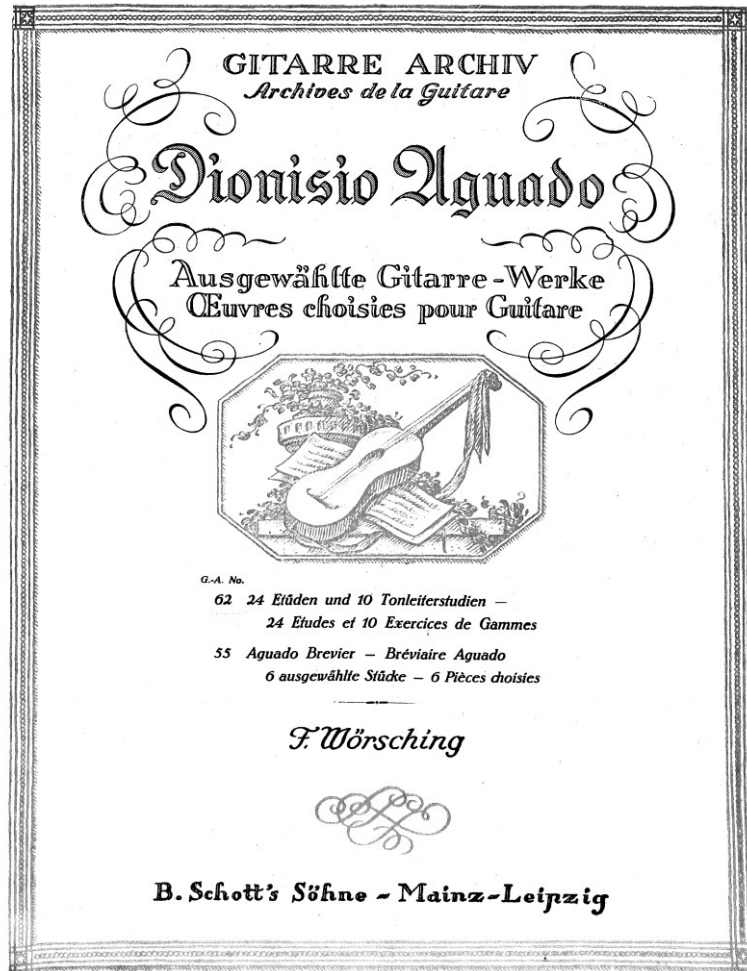 GITARRE ARCHIV
Archives de la Guitare
Dionisio Aguado
Ausgewählte Gitarre-Werke
Œuvres choisies pour Guitare
G.-A. No.
62 24 Etüden und 10 Tonleiterstudien –
24 Etudes et 10 Exercices de Gammes
55 Aguado Brevier – Bréviaire Aguado
6 ausgewählte Stücke – 6 Pièces choisies
F. Wörsching
B. Schott's Söhne - Mainz-Leipzig